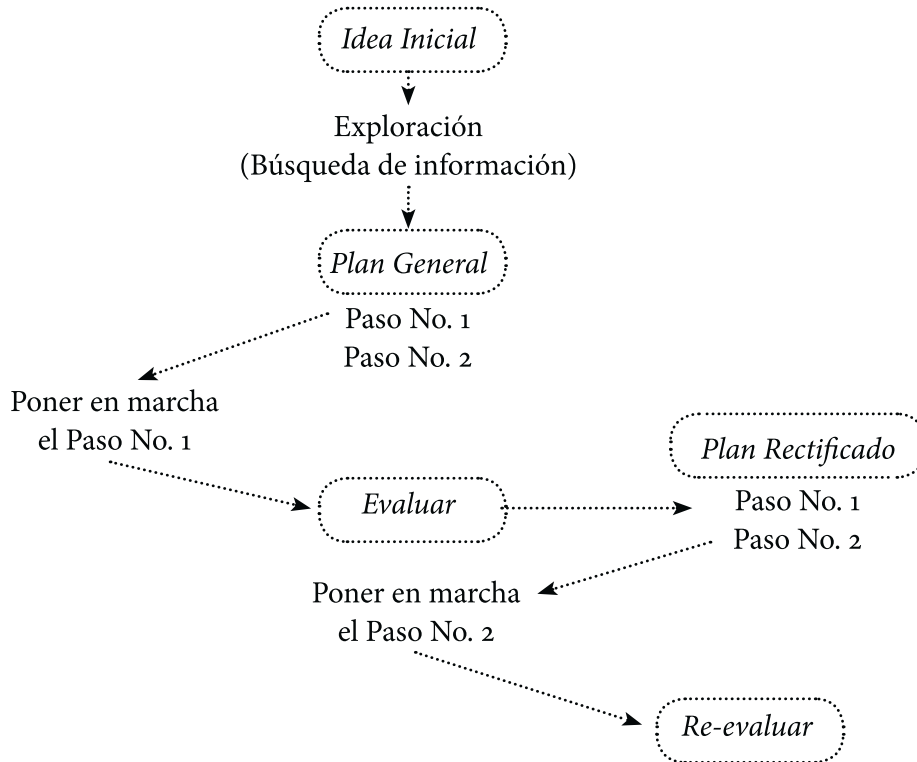 Idea Inicial
Exploración
(Búsqueda de información)
Plan General
Paso No. 1
Paso No. 2
Poner en marcha
el Paso No. 1
Evaluar
Plan Rectificado
Paso No. 1
Paso No. 2
Poner en marcha
el Paso No. 2
Re-evaluar